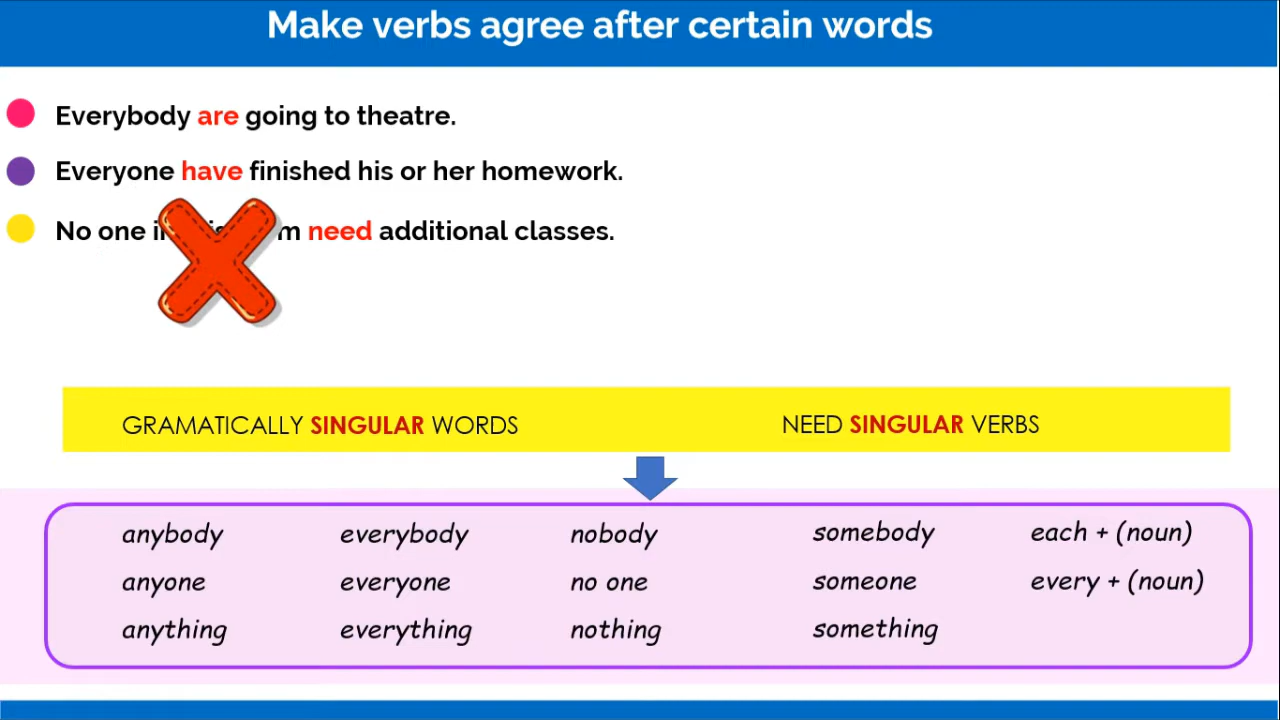 Make verbs agree after certain words
Everybody are going to theatre.
Everyone have finished his or her homework.
No one need additional classes.
GRAMATICALLY SINGULAR WORDS
NEED SINGULAR VERBS
anybody everybody nobody somebody each + (noun)
anyone everyone no one someone every + (noun)
anything everything nothing something